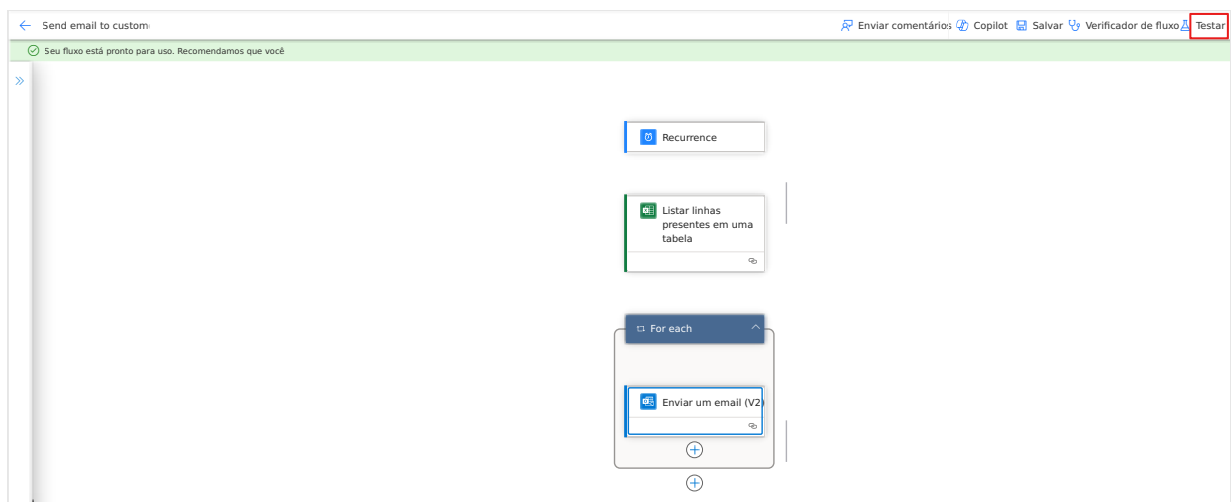 Send email to custom
Enviar comentários Copilot Salvar Verificador de fluxo Testar
Seu fluxo está pronto para uso. Recomendamos que você
Recurrence
Listar linhas
presentes em uma
tabela
For each
Enviar um email (V2)